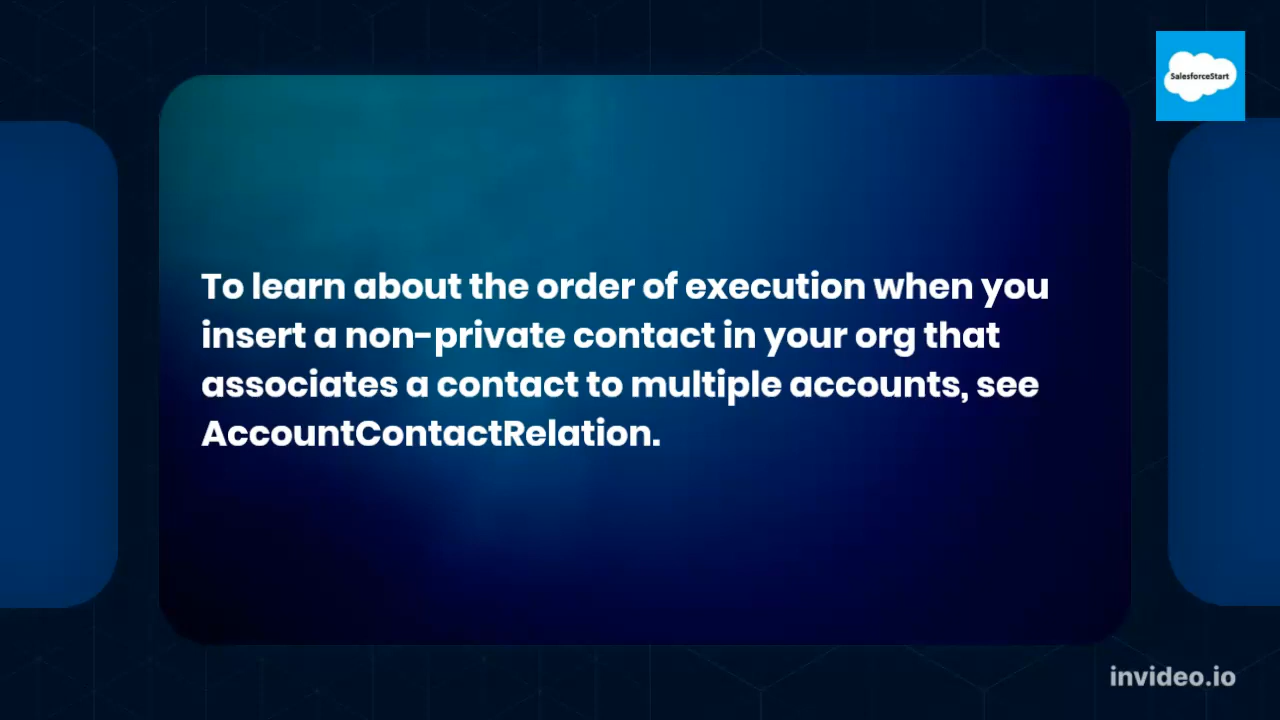 SalesforceStart
To learn about the order of execution when you
insert a non-private contact in your org that
associates a contact to multiple accounts, see
AccountContactRelation.
invideo.io